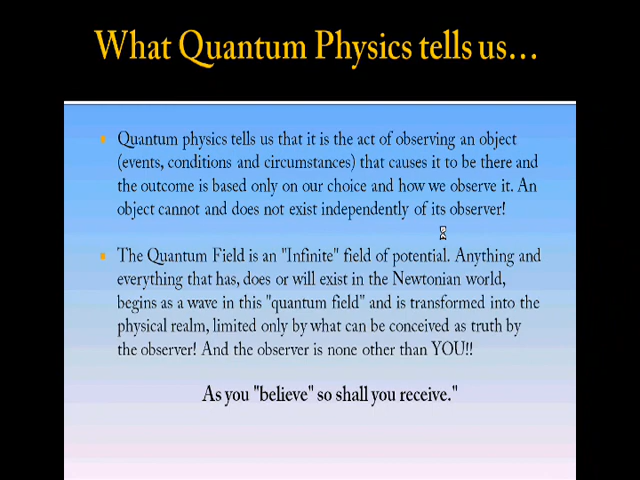 What Quantum Physics tells us...
Quantum physics tells us that it is the act of observing an object
(events, conditions and circumstances) that causes it to be there and
the outcome is based only on our choice and how we observe it. An
object cannot and does not exist independently of its observer!
The Quantum Field is an "Infinite" field of potential. Anything and
everything that has, does or will exist in the Newtonian world,
begins as a wave in this "quantum field" and is transformed into the
physical realm, limited only by what can be conceived as truth by
the observer! And the observer is none other than YOU!!
As you "believe" so shall you receive."